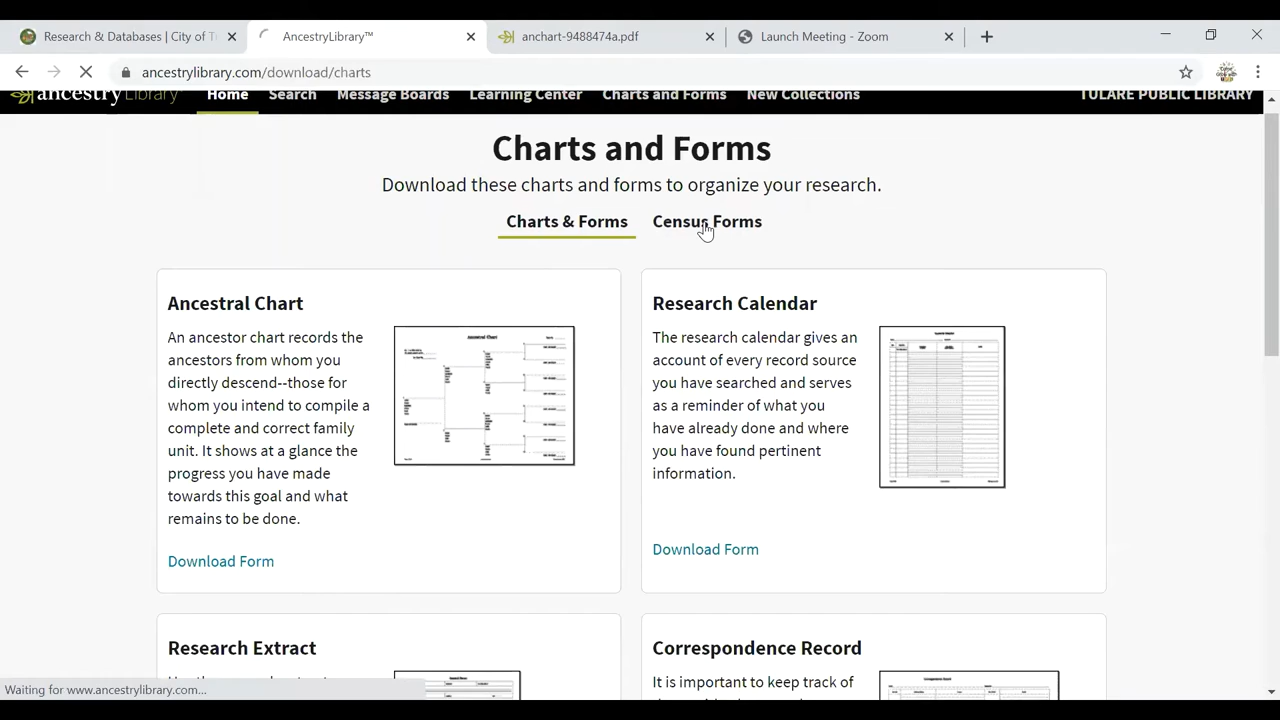 Research & Databases | City of T
AncestryLibrary™
anchart-9488474a.pdf
Launch Meeting - Zoom
ancestrylibrary.com/download/charts
ancestryLibrary
Home
Search
Message Boards
Learning Center
Charts and Forms
New Collections
TULARE PUBLIC LIBRARY
Charts and Forms
Download these charts and forms to organize your research.
Charts & Forms
Census Forms
Ancestral Chart
An ancestor chart records the
ancestors from whom you
directly descend--those for
whom you intend to compile a
complete and correct family
unit. It shows at a glance the
progress you have made
towards this goal and what
remains to be done.
Download Form
Ancestral Chart
Research Calendar
The research calendar gives an
account of every record source
you have searched and serves
as a reminder of what you
have already done and where
you have found pertinent
information.
Download Form
Research Extract
Correspondence Record
It is important to keep track of
Waiting for www.ancestrylibrary.com...